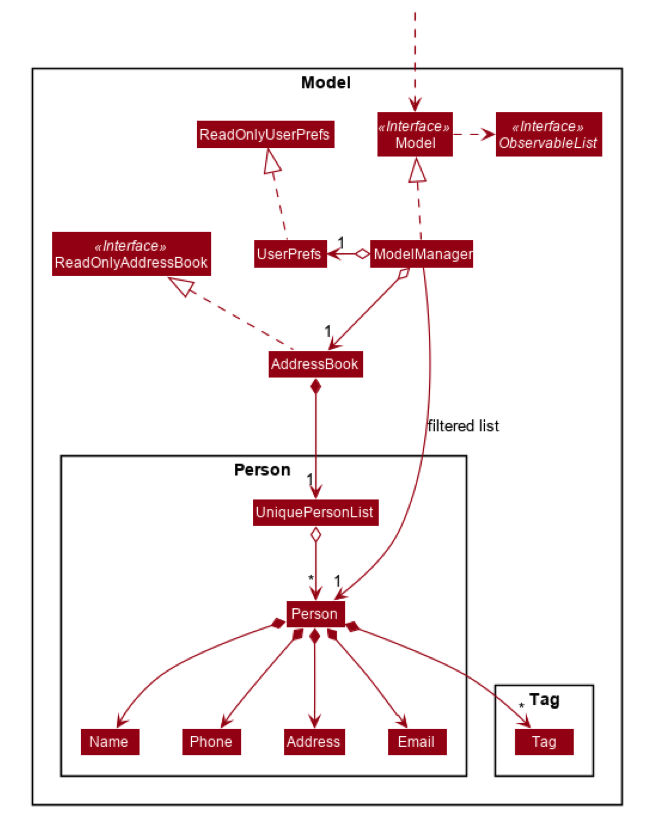 Model
«Interface»
Model
«Interface»
ObservableList
ReadOnlyUserPrefs
«Interface»
ReadOnlyAddressBook
UserPrefs
1
ModelManager
1
AddressBook
filtered list
Person
1
UniquePersonList
*
1
Person
Tag
*
Name
Phone
Address
Email
Tag